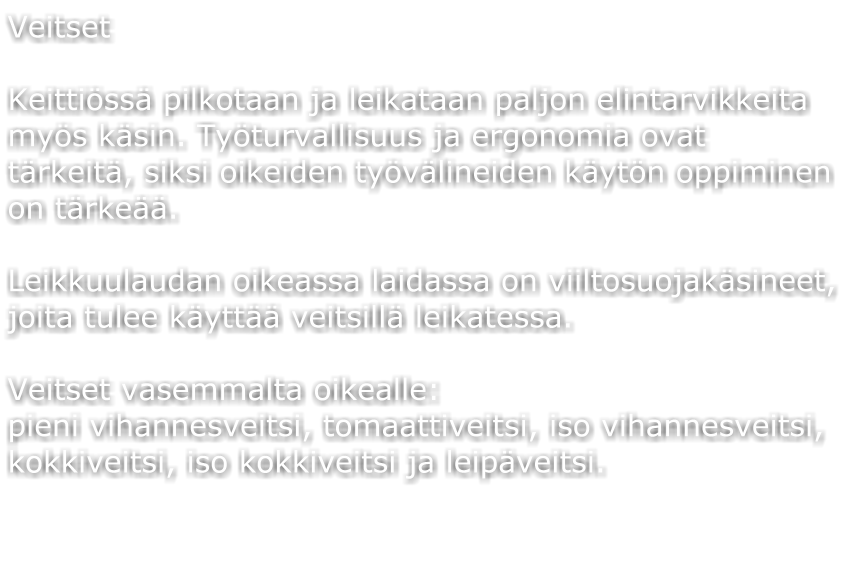 Veitset
Keittiössä pilkotaan ja leikataan paljon elintarvikkeita
myös käsin. Työturvallisuus ja ergonomia ovat
tärkeitä, siksi oikeiden työvälineiden käytön oppiminen
on tärkeää.
Leikkuulaudan oikeassa laidassa on viiltosuojakäsineet,
joita tulee käyttää veitsillä leikatessa.
Veitset vasemmalta oikealle:
pieni vihannesveitsi, tomaattiveitsi, iso vihannesveitsi,
kokkiveitsi, iso kokkiveitsi ja leipäveitsi.